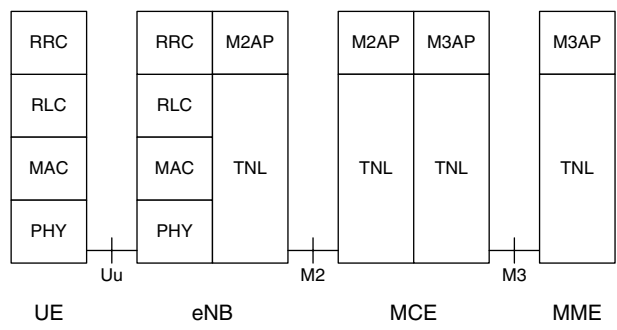 RRC RRC M2AP M2AP M3AP M3AP
RLC RLC
MAC MAC TNL TNL TNL TNL
PHY PHY
Uu M2 M3
UE eNB MCE MME